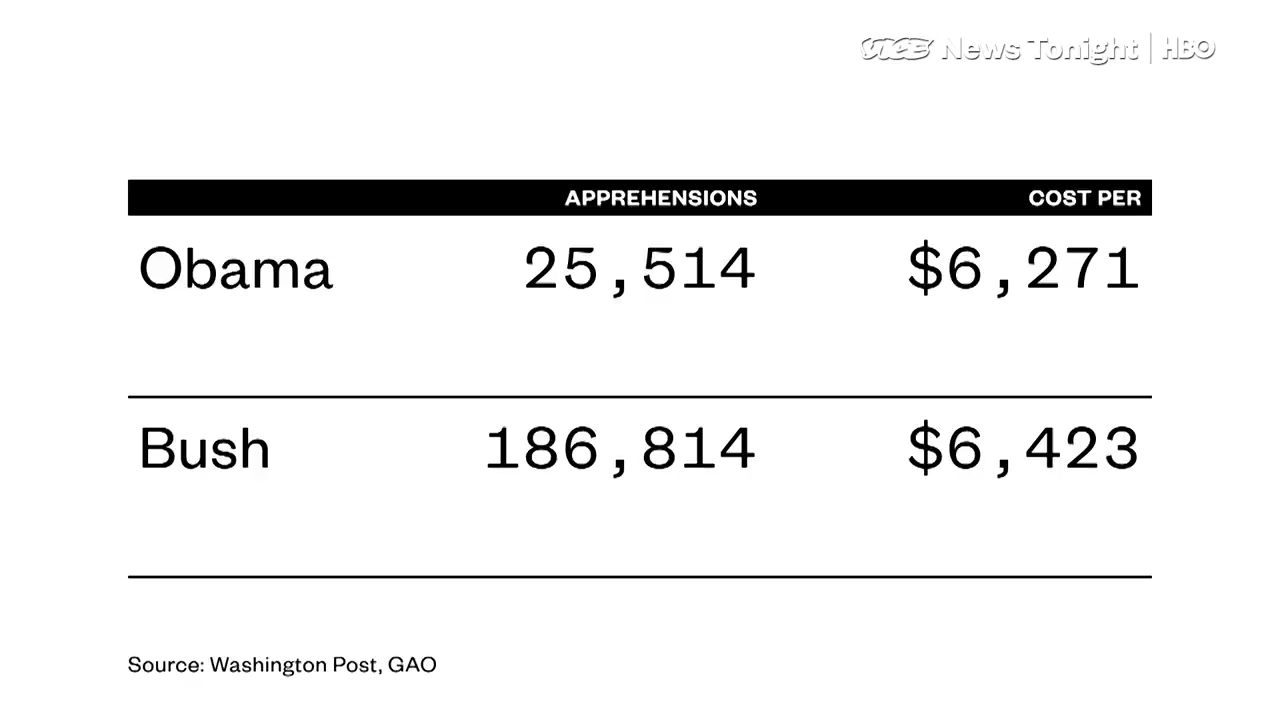 VICE News Tonight | HBO
APPREHENSIONS COST PER
Obama 25,514 $6,271
Bush 186,814 $6,423
Source: Washington Post, GAO